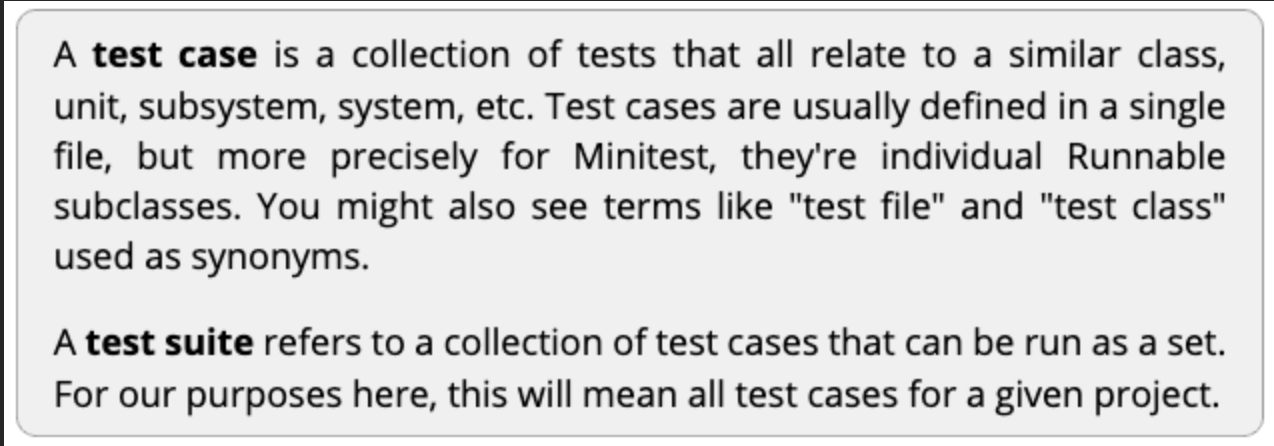 A test case is a collection of tests that all relate to a similar class,
unit, subsystem, system, etc. Test cases are usually defined in a single
file, but more precisely for Minitest, they're individual Runnable
subclasses. You might also see terms like "test file" and "test class"
used as synonyms.
A test suite refers to a collection of test cases that can be run as a set.
For our purposes here, this will mean all test cases for a given project.